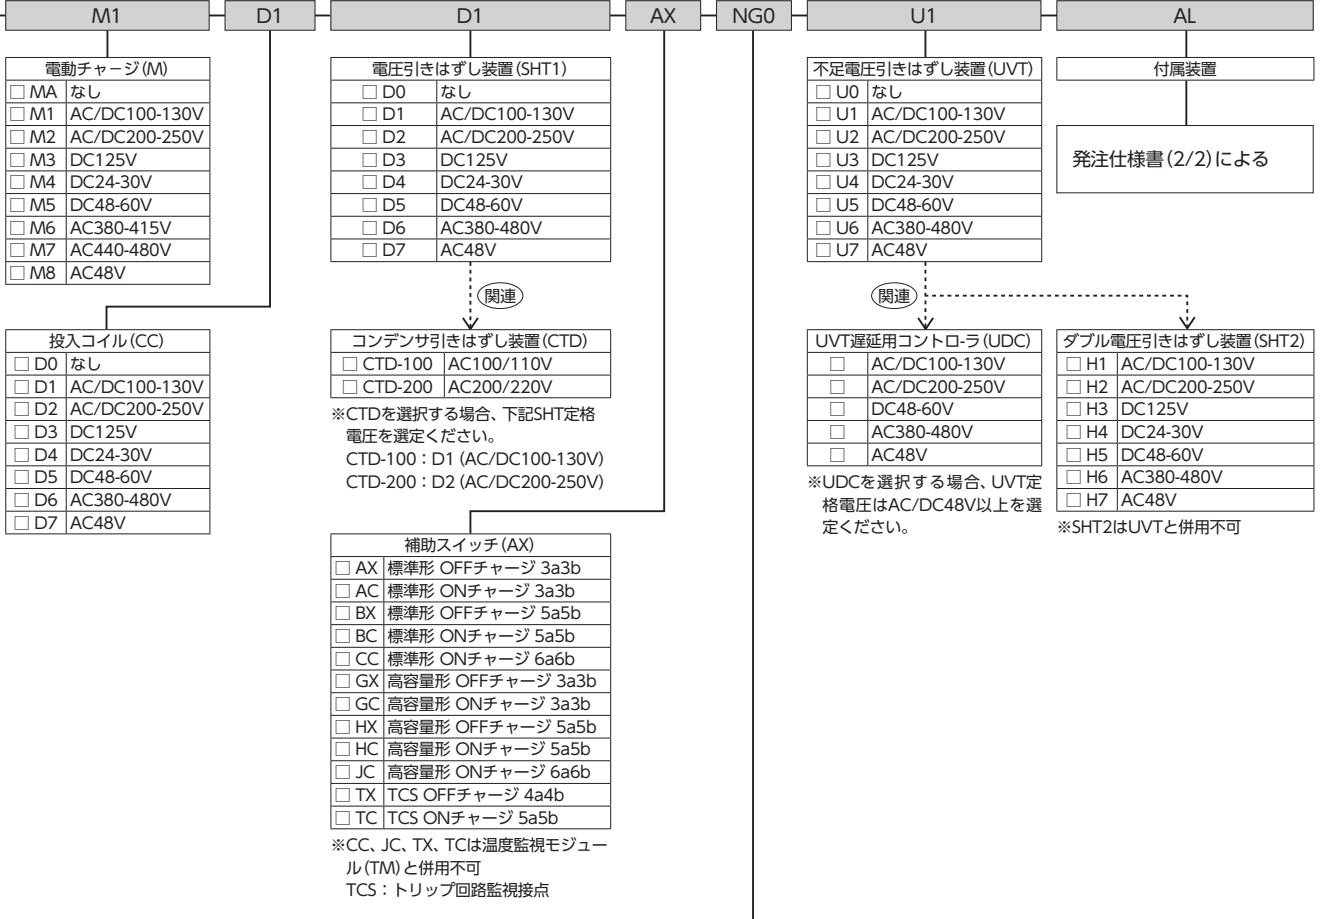 M1 D1 D1 AX NG0 U1 AL
電動チャージ(M)
□ MA なし
□ M1 AC/DC100-130V
□ M2 AC/DC200-250V
□ M3 DC125V
□ M4 DC24-30V
□ M5 DC48-60V
□ M6 AC380-415V
□ M7 AC440-480V
□ M8 AC48V
投入コイル(CC)
□ D0 なし
□ D1 AC/DC100-130V
□ D2 AC/DC200-250V
□ D3 DC125V
□ D4 DC24-30V
□ D5 DC48-60V
□ D6 AC380-480V
□ D7 AC48V
電圧引きはずし装置(SHT1)
□ D0 なし
□ D1 AC/DC100-130V
□ D2 AC/DC200-250V
□ D3 DC125V
□ D4 DC24-30V
□ D5 DC48-60V
□ D6 AC380-480V
□ D7 AC48V
関連
コンデンサ引きはずし装置(CTD)
□ CTD-100 AC100/110V
□ CTD-200 AC200/220V
※CTDを選択する場合、下記SHT定格
電圧を選定ください。
CTD-100：D1 (AC/DC100-130V)
CTD-200：D2 (AC/DC200-250V)
補助スイッチ(AX)
□ AX 標準形 OFFチャージ 3a3b
□ AC 標準形 ONチャージ 3a3b
□ BX 標準形 OFFチャージ 5a5b
□ BC 標準形 ONチャージ 5a5b
□ CC 標準形 ONチャージ 6a6b
□ GX 高容量形 OFFチャージ 3a3b
□ GC 高容量形 ONチャージ 3a3b
□ HX 高容量形 OFFチャージ 5a5b
□ HC 高容量形 ONチャージ 5a5b
□ JC 高容量形 ONチャージ 6a6b
□ TX TCS OFFチャージ 4a4b
□ TC TCS ONチャージ 5a5b
※CC、JC、TX、TCは温度監視モジュー
ル(TM)と併用不可
TCS：トリップ回路監視接点
不足電圧引きはずし装置(UVT)
□ U0 なし
□ U1 AC/DC100-130V
□ U2 AC/DC200-250V
□ U3 DC125V
□ U4 DC24-30V
□ U5 DC48-60V
□ U6 AC380-480V
□ U7 AC48V
関連
UVT遅延用コントロ-ラ(UDC)
□ AC/DC100-130V
□ AC/DC200-250V
□ DC48-60V
□ AC380-480V
□ AC48V
※UDCを選択する場合、UVT定
格電圧はAC/DC48V以上を選
定ください。
付属装置
発注仕様書(2/2)による
ダブル電圧引きはずし装置(SHT2)
□ H1 AC/DC100-130V
□ H2 AC/DC200-250V
□ H3 DC125V
□ H4 DC24-30V
□ H5 DC48-60V
□ H6 AC380-480V
□ H7 AC48V
※SHT2はUVTと併用不可